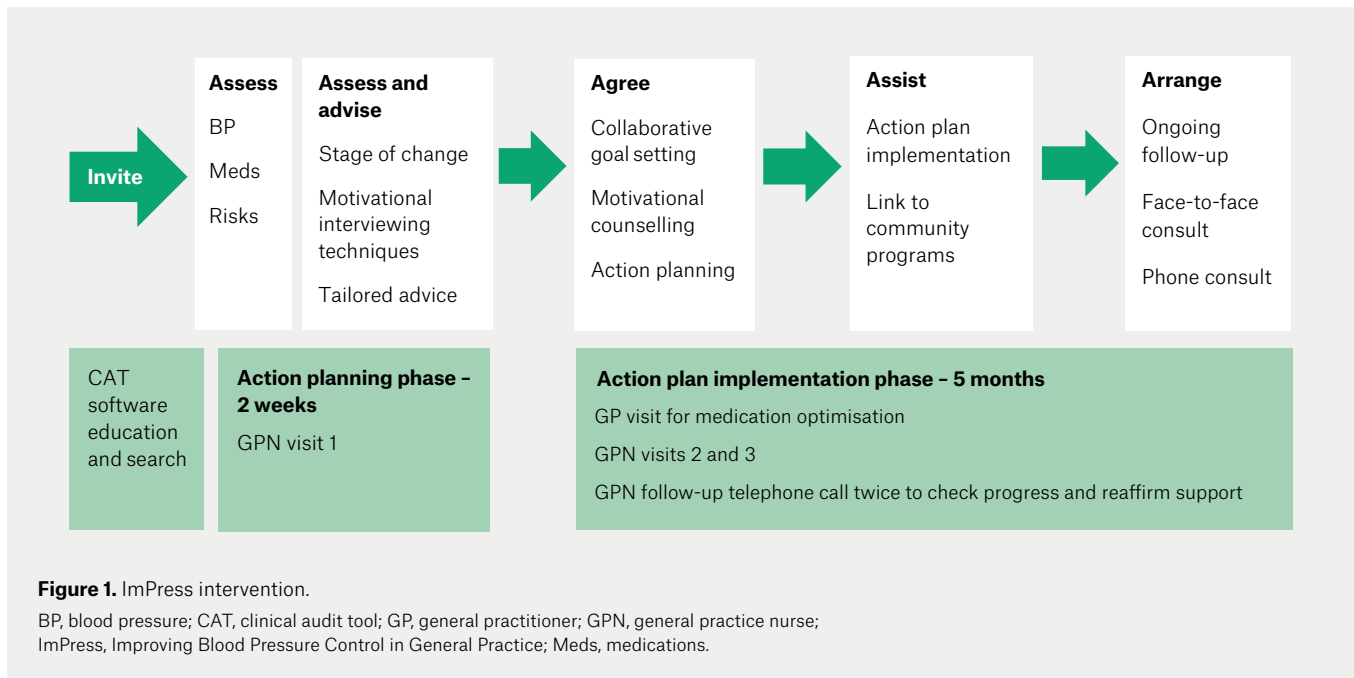 Invite
Assess
BP
Meds
Risks
Assess and
advise
Stage of change
Motivational
interviewing
techniques
Tailored advice
Agree
Collaborative
goal setting
Motivational
counselling
Action planning
Assist
Action plan
implementation
Link to
community
programs
Arrange
Ongoing
follow-up
Face-to-face
consult
Phone consult
CAT
software
education
and search
Action planning phase –
2 weeks
GPN visit 1
Action plan implementation phase – 5 months
GP visit for medication optimisation
GPN visits 2 and 3
GPN follow-up telephone call twice to check progress and reaffirm support
Figure 1. ImPress intervention.
BP, blood pressure; CAT, clinical audit tool; GP, general practitioner; GPN, general practice nurse;
ImPress, Improving Blood Pressure Control in General Practice; Meds, medications.